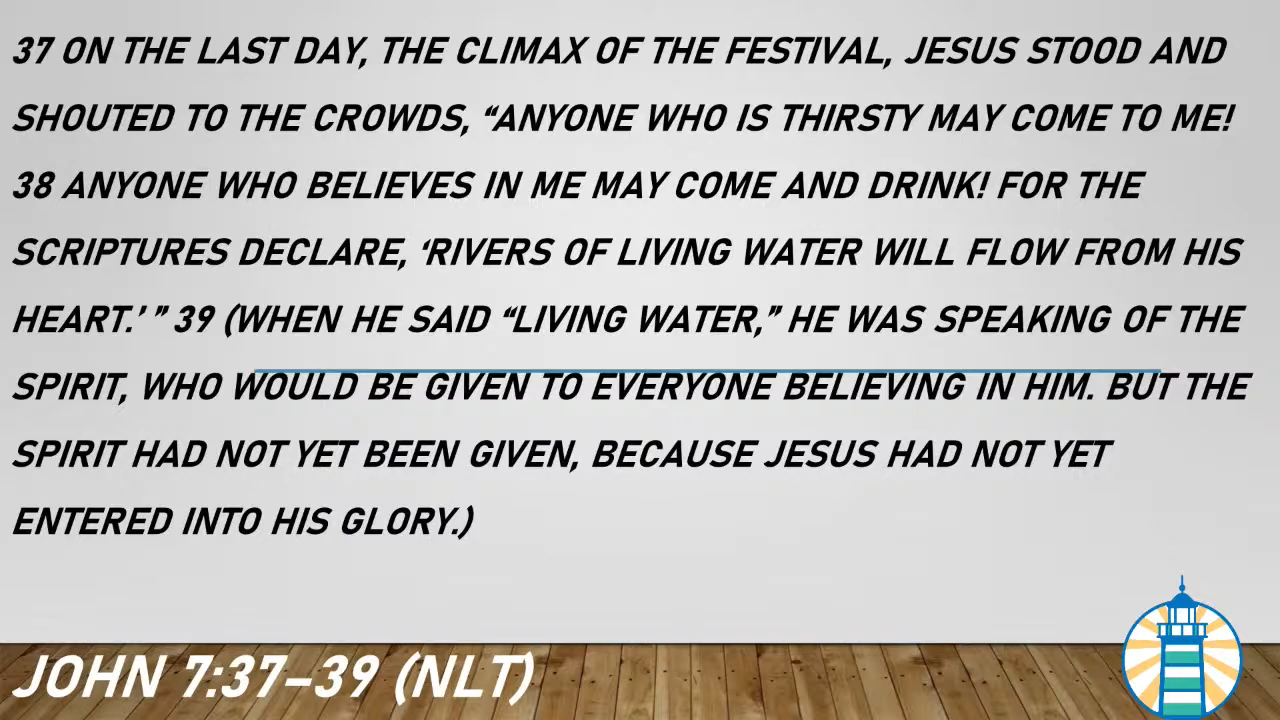 37 ON THE LAST DAY, THE CLIMAX OF THE FESTIVAL, JESUS STOOD AND
SHOUTED TO THE CROWDS, “ANYONE WHO IS THIRSTY MAY COME TO ME!
38 ANYONE WHO BELIEVES IN ME MAY COME AND DRINK! FOR THE
SCRIPTURES DECLARE, ‘RIVERS OF LIVING WATER WILL FLOW FROM HIS
HEART.’ ” 39 (WHEN HE SAID “LIVING WATER,” HE WAS SPEAKING OF THE
SPIRIT, WHO WOULD BE GIVEN TO EVERYONE BELIEVING IN HIM. BUT THE
SPIRIT HAD NOT YET BEEN GIVEN, BECAUSE JESUS HAD NOT YET
ENTERED INTO HIS GLORY.)
JOHN 7:37–39 (NLT)